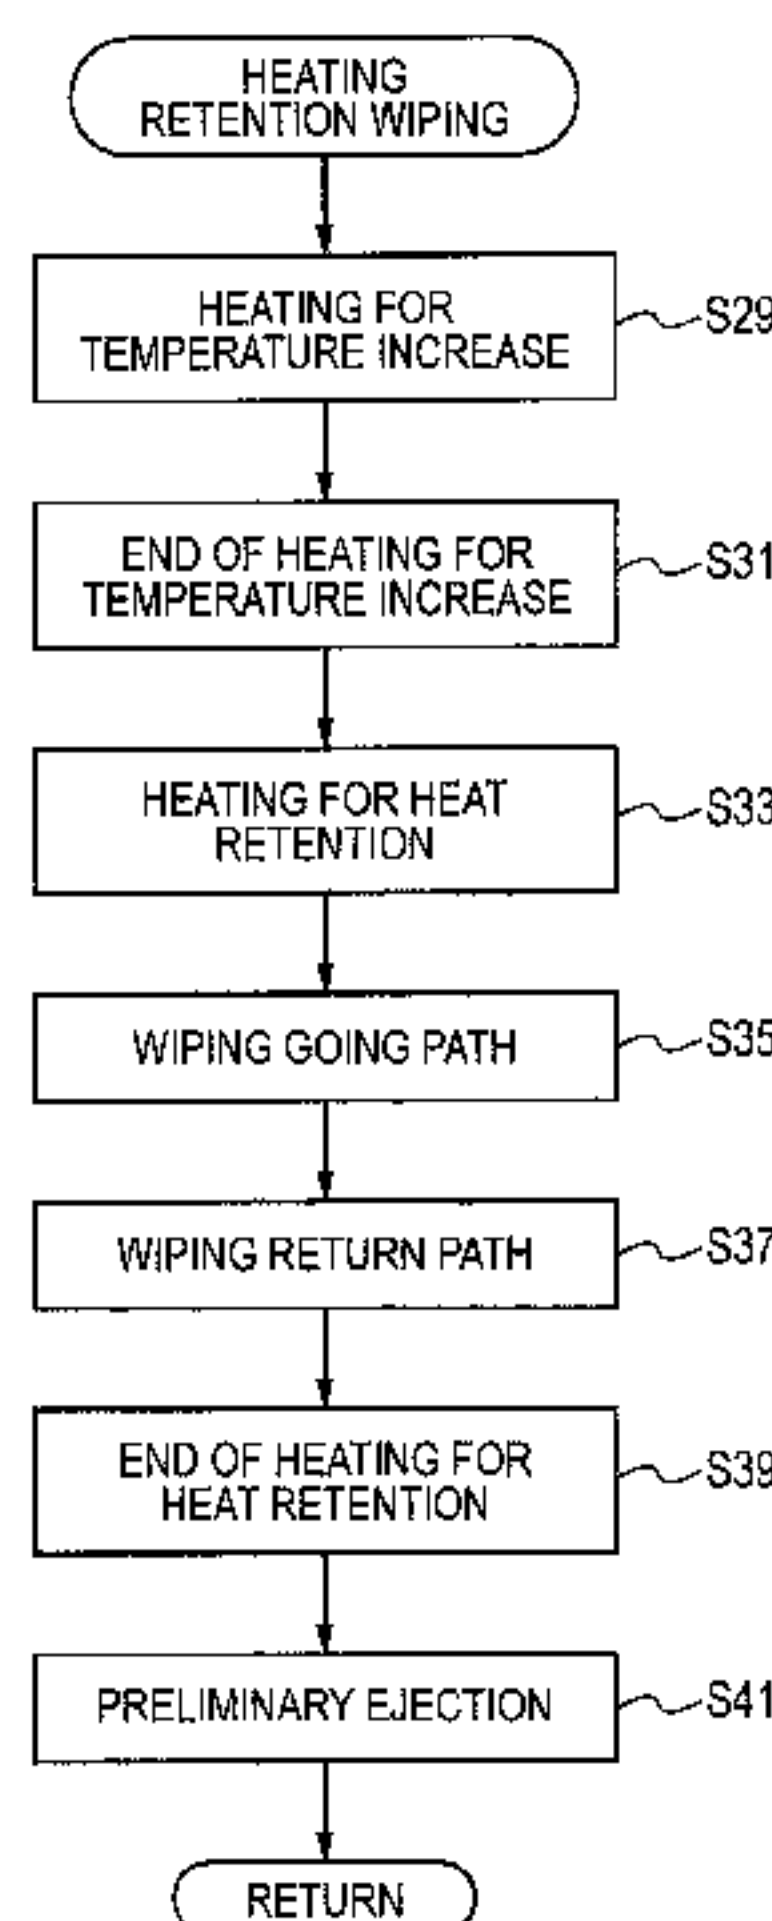 HEATING
RETENTION WIPING
HEATING FOR
TEMPERATURE INCREASE
S29
END OF HEATING FOR
TEMPERATURE INCREASE
S31
HEATING FOR HEAT
RETENTION
S33
WIPING GOING PATH
S35
WIPING RETURN PATH
S37
END OF HEATING FOR
HEAT RETENTION
S39
PRELIMINARY EJECTION
S41
RETURN